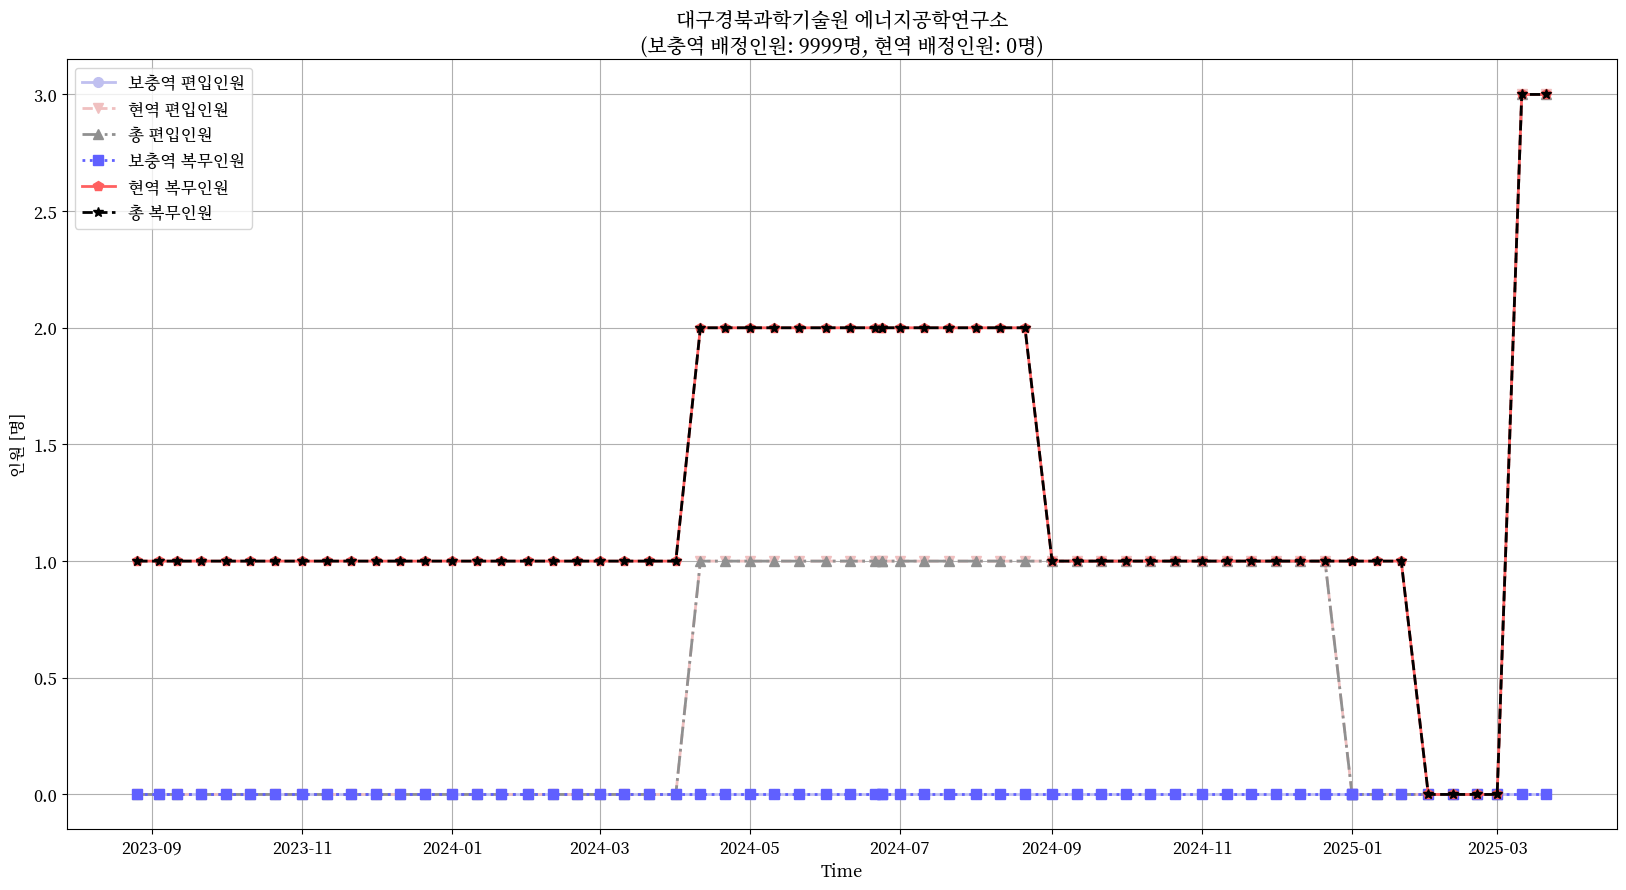 대구경북과학기술원 에너지공학연구소
(보충역 배정인원: 9999명, 현역 배정인원: 0명)
보충역 편입인원
현역 편입인원
총 편입인원
보충역 복무인원
현역 복무인원
총 복무인원
3.0
2.5
2.0
1.5
1.0
0.5
0.0
인원 [명]
2023-09
2023-11
2024-01
2024-03
2024-05
2024-07
2024-09
2024-11
2025-01
2025-03
Time